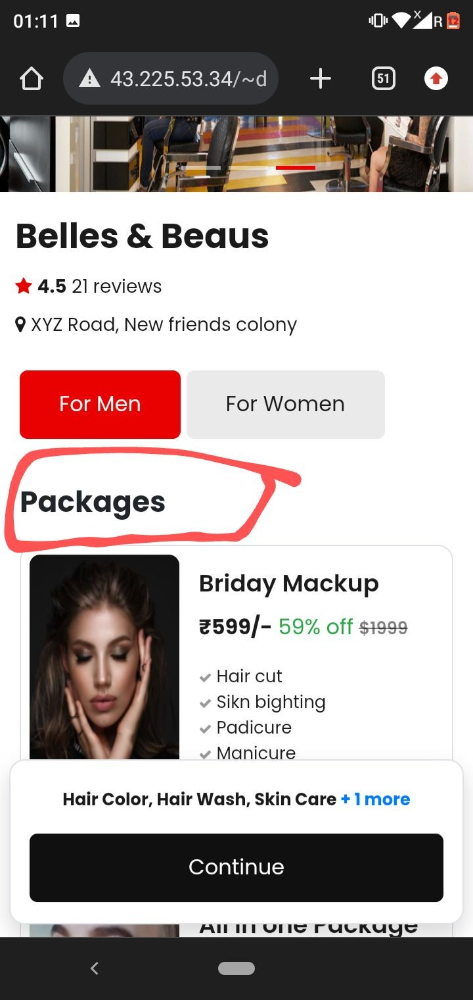 01:11
R
43.225.53.34/~d
51
Belles & Beaus
4.5 21 reviews
XYZ Road, New friends colony
For Men
For Women
Packages
Briday Mackup
₹599/- 59% off $1999
Hair cut
Sikn bighting
Padicure
Manicure
Hair Color, Hair Wash, Skin Care + 1 more
Continue
All in one Package